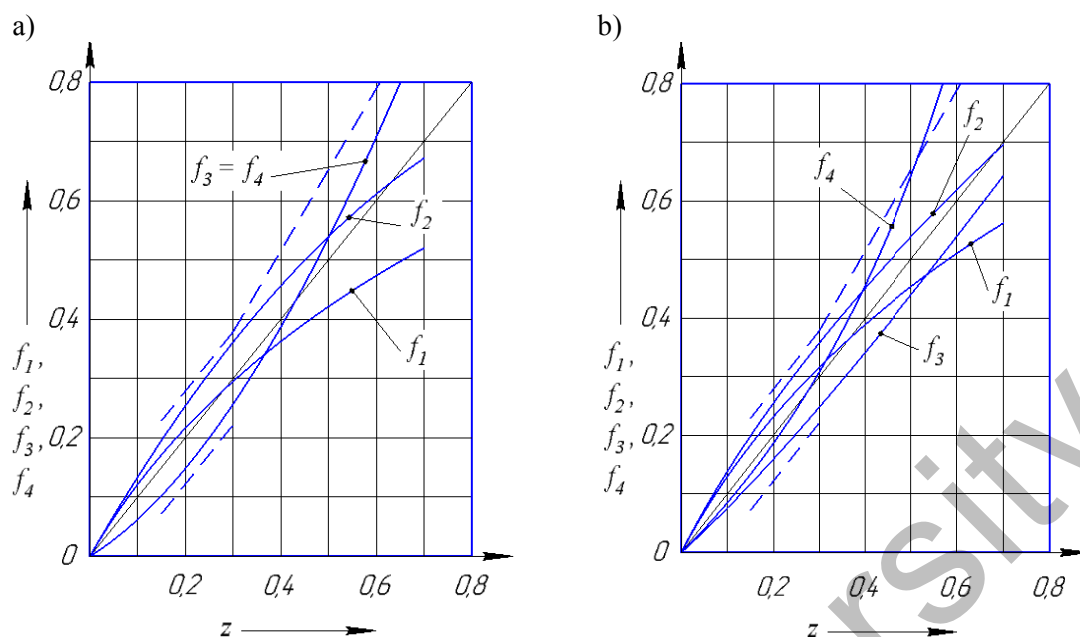 a)
0,8
f3 = f4
0,6
f2
0,4
f1
f1,
f2,
f3,
f4
0,2
0
0,2 0,4 0,6 0,8
z
b)
0,8
f2
f4
0,6
f1
0,4
f3
f1,
f2,
f3,
f4
0,2
0
0,2 0,4 0,6 0,8
z
rsity